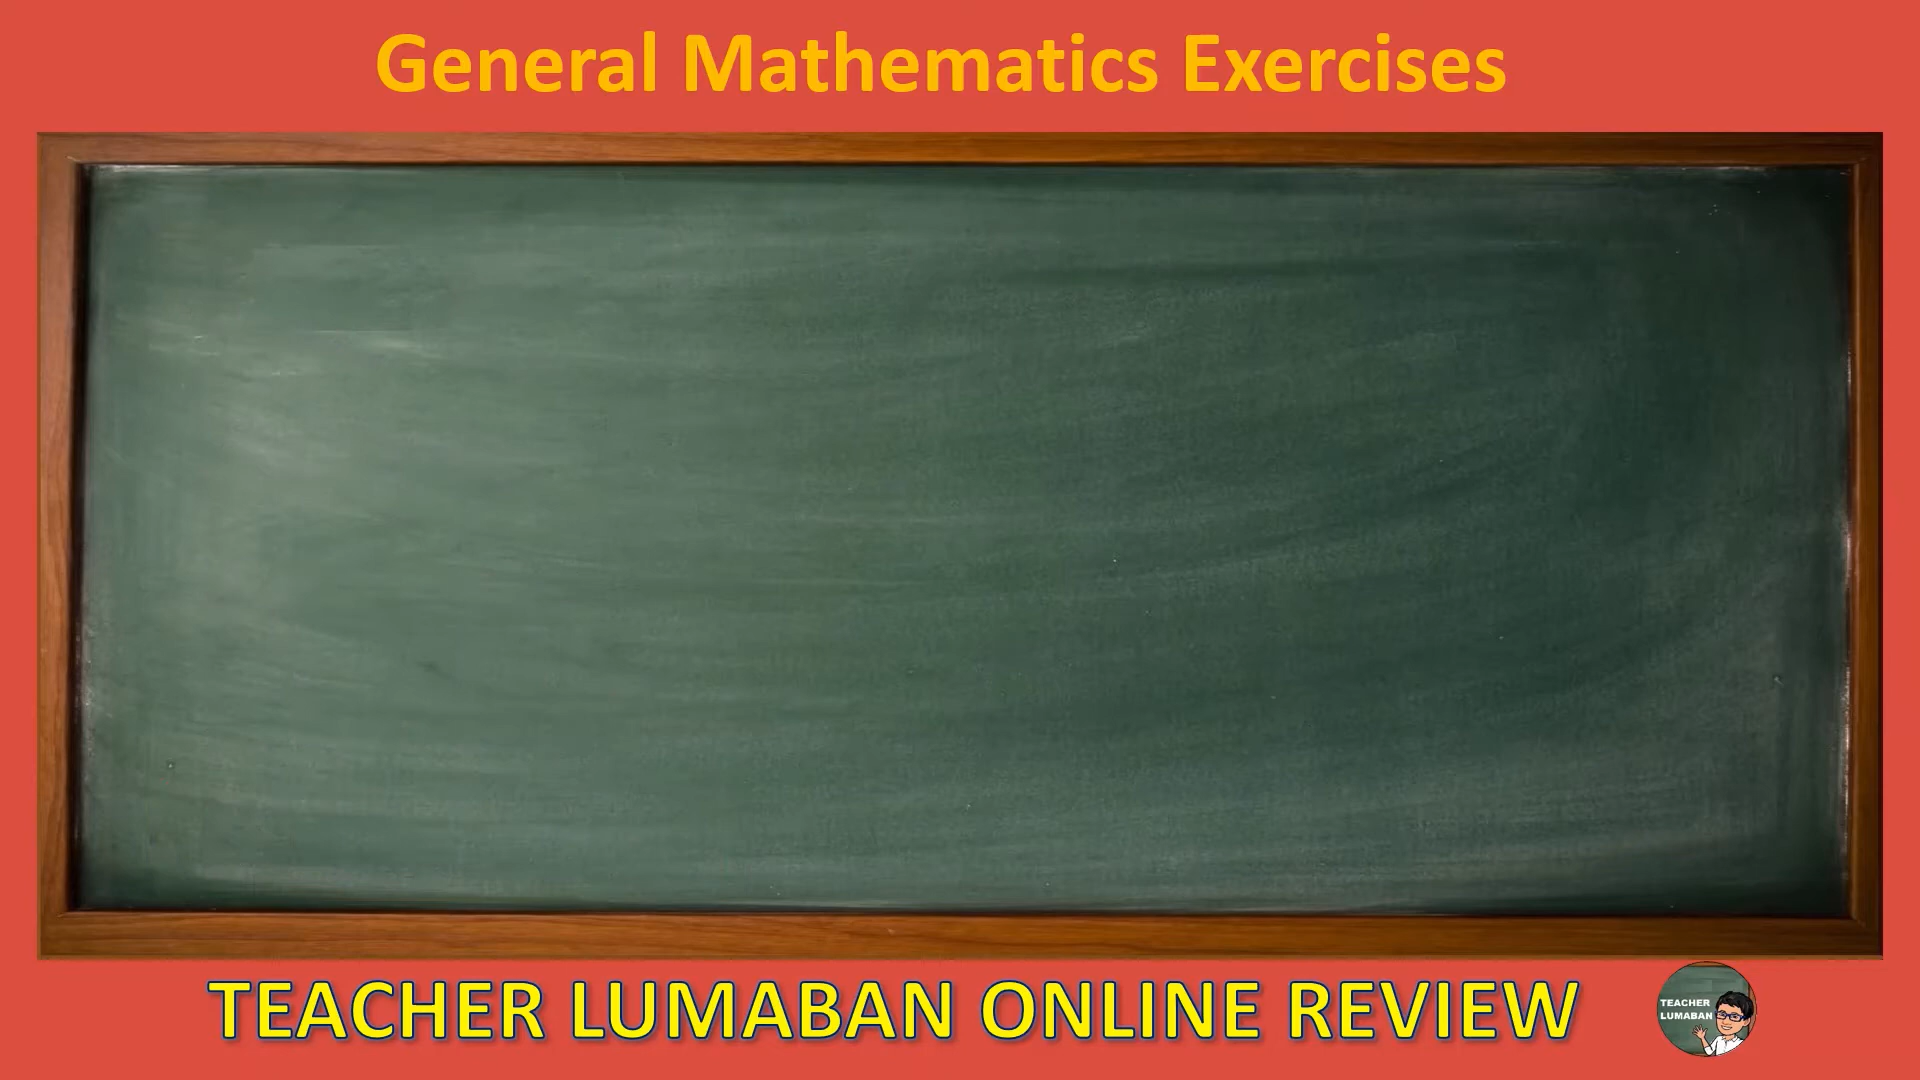 General Mathematics Exercises
TEACHER LUMABAN ONLINE REVIEW
TEACHER
LUMABAN